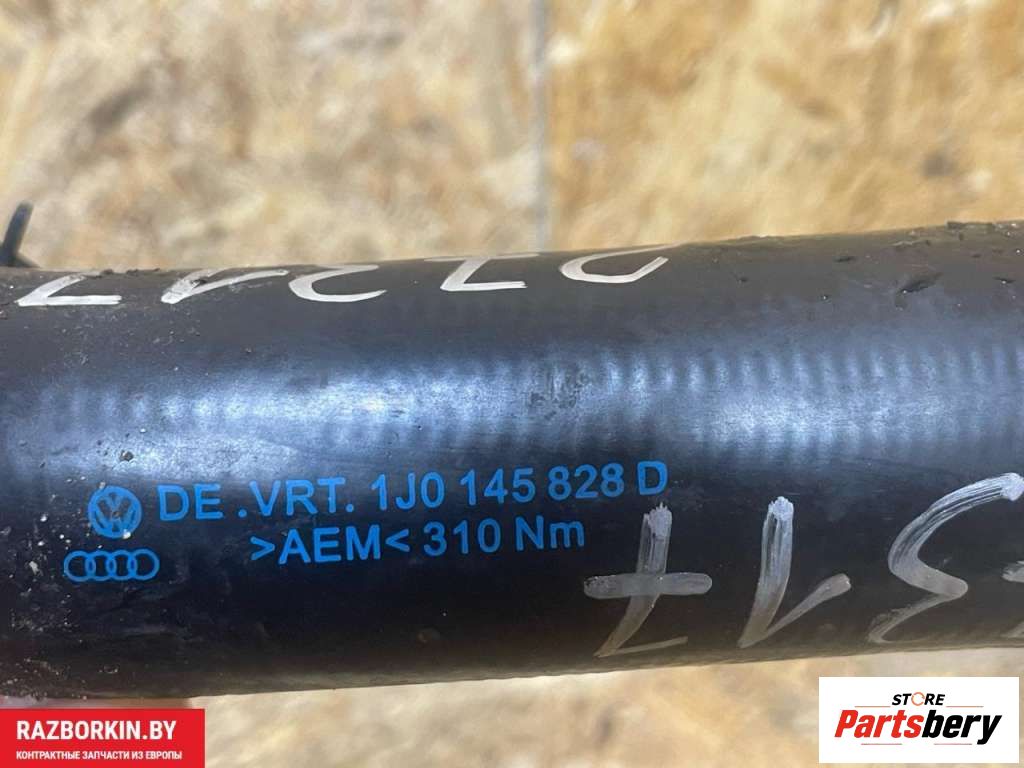 DE .VRT. 1J0 145 828 D
>AEM< 310 Nm
RAZBORKIN.BY
КОНТРАКТНЫЕ ЗАПЧАСТИ ИЗ ЕВРОПЫ
STORE
Partsbery